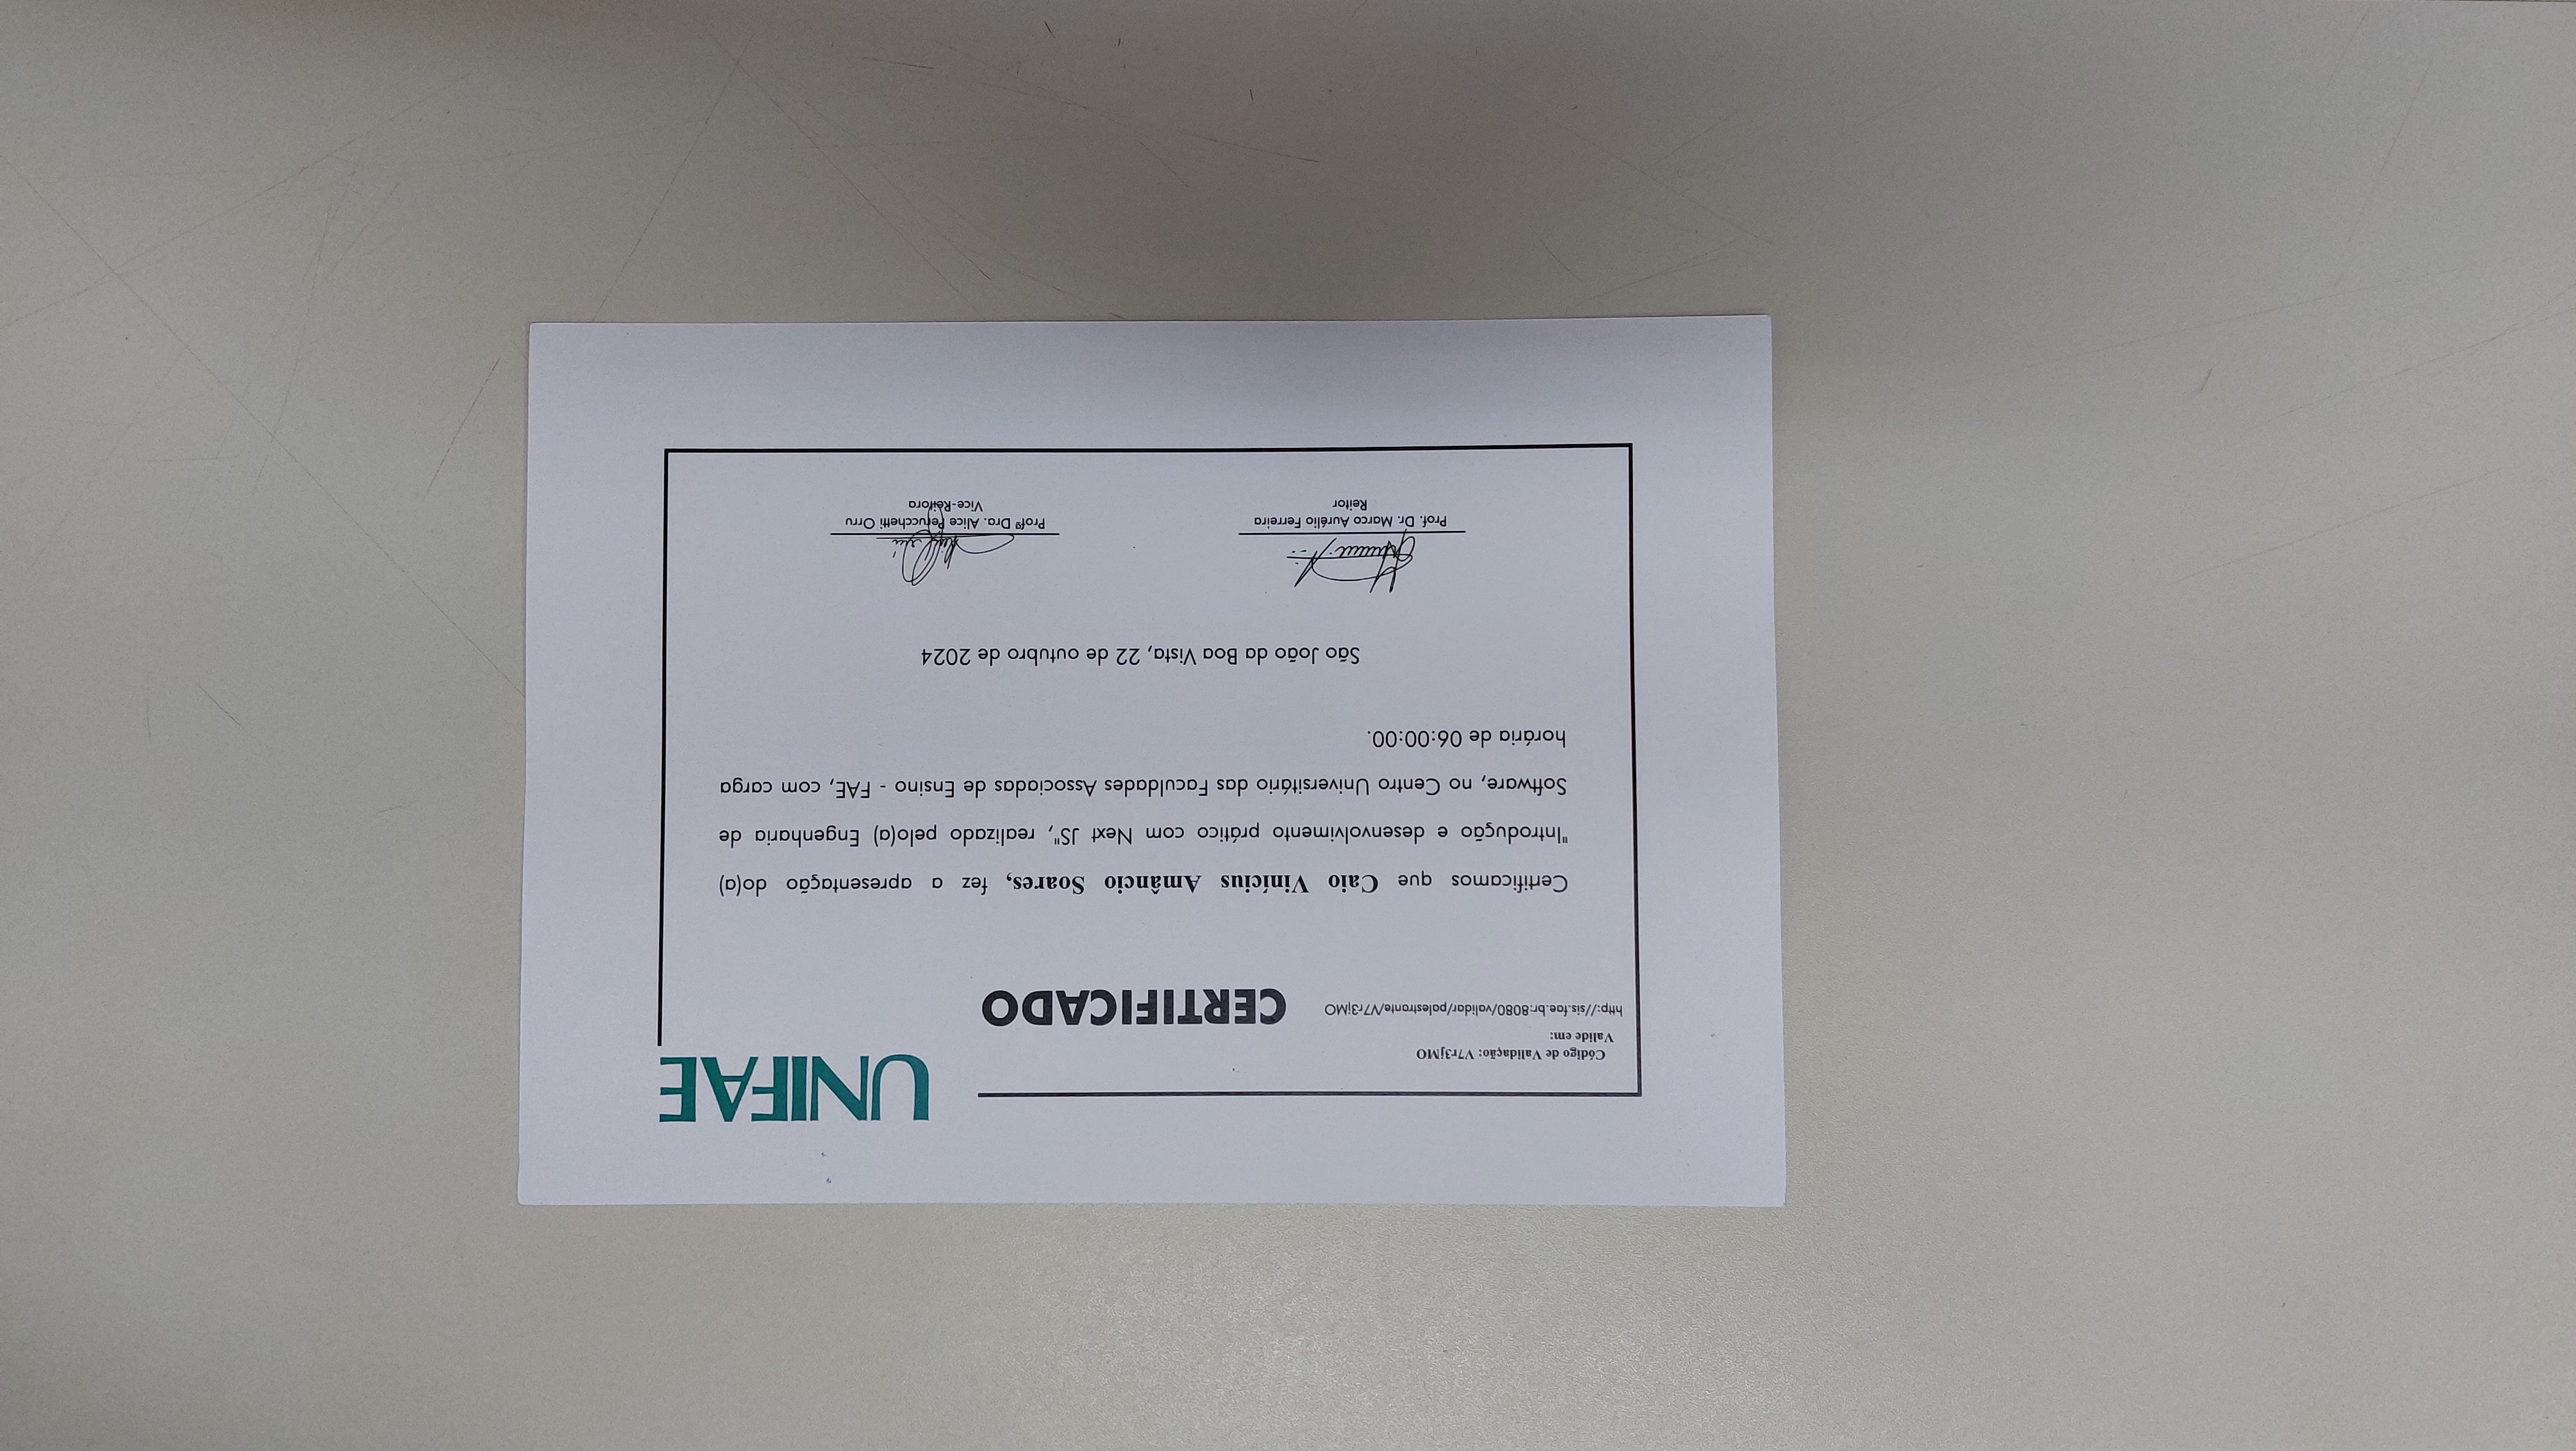 UNIFAE
Código de Validação: V7r3jMO
Valide em:
http://sis.fae.br:8080/validar/palestrante/V7r3jMO
CERTIFICADO
Certificamos que Caio Vinícius Amâncio Soares, fez a apresentação do(a)
"Introdução e desenvolvimento prático com Next JS", realizado pelo(a) Engenharia de
Software, no Centro Universitário das Faculdades Associadas de Ensino - FAE, com carga
horária de 06:00:00.
São João da Boa Vista, 22 de outubro de 2024
Prof. Dr. Marco Aurélio Ferreira
Reitor
Profª Dra. Alice Perucchetti Orru
Vice-Reitora